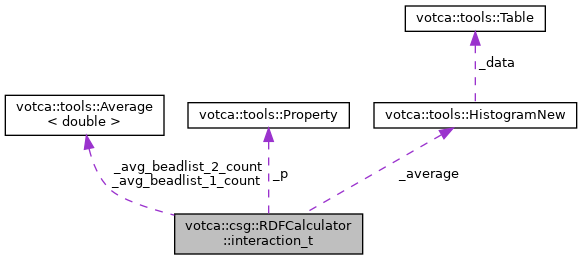 votca::tools::Table
_data
votca::tools::Average
< double >
votca::tools::Property
votca::tools::HistogramNew
_avg_beadlist_2_count
_avg_beadlist_1_count
_p
_average
votca::csg::RDFCalculator
::interaction_t